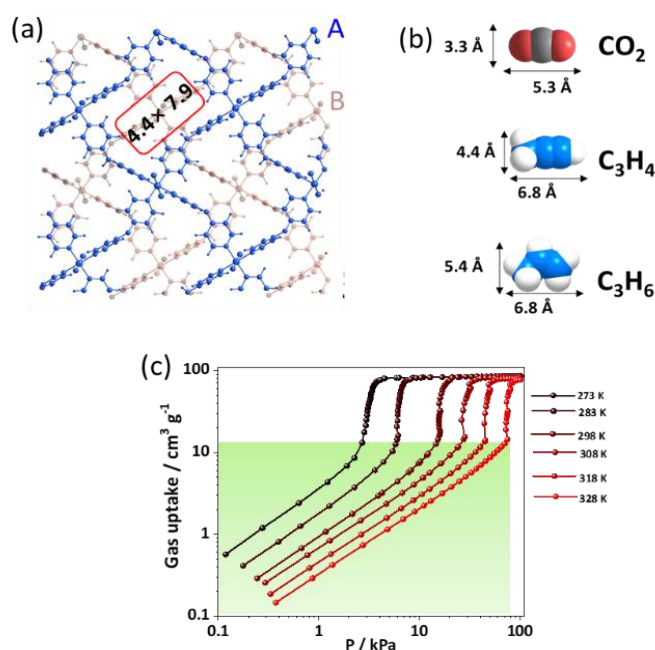 (a)
A
4.4 × 7.9
B
(b)
3.3 Å
CO2
5.3 Å
4.4 Å
C3H4
6.8 Å
5.4 Å
C3H6
6.8 Å
(c)
Gas uptake / cm3 g-1
100
10
1
0.1
0.1 1 10 100
P / kPa
273 K
283 K
298 K
308 K
318 K
328 K